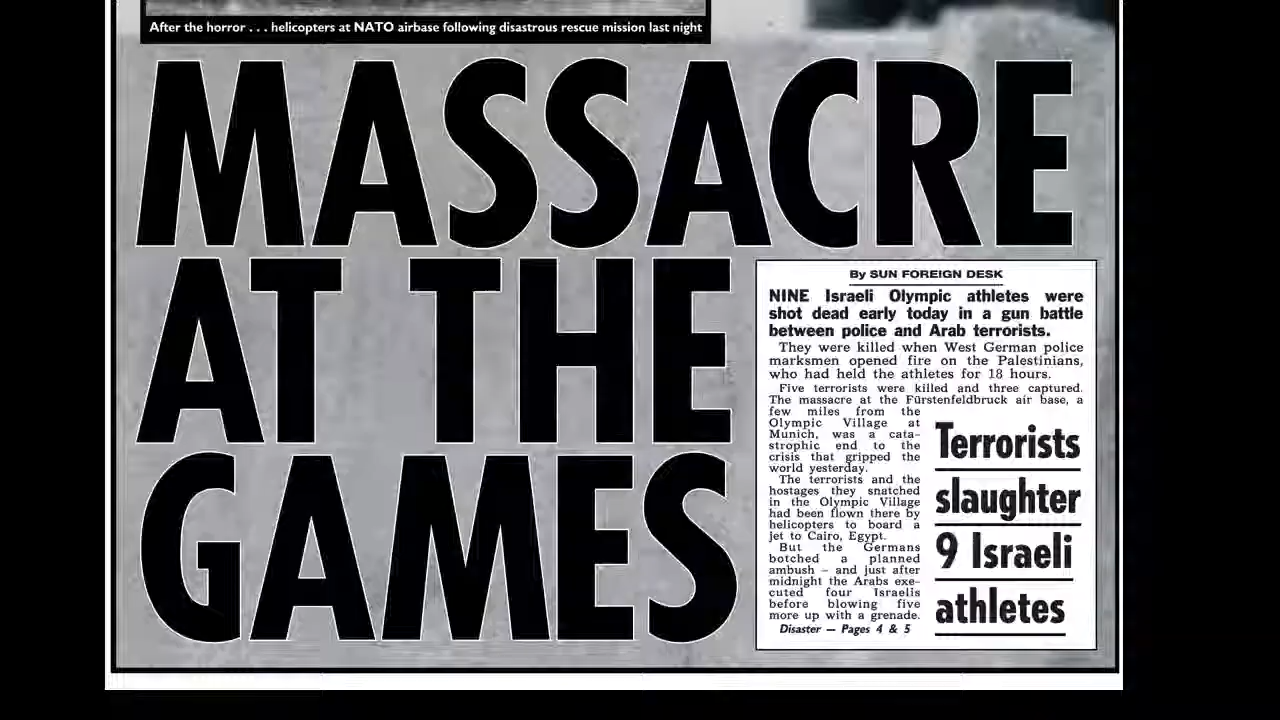 After the horror . . . helicopters at NATO airbase following disastrous rescue mission last night
MASSACRE
AT THE
GAMES
By SUN FOREIGN DESK
NINE Israeli Olympic athletes were
shot dead early today in a gun battle
between police and Arab terrorists.
They were killed when West German police
marksmen opened fire on the Palestinians,
who had held the athletes for 18 hours.
Five terrorists were killed and three captured.
The massacre at the Fürstenfeldbruck air base, a
few miles from the
Olympic Village at
Munich, was a cata-
strophic end to the
crisis that gripped the
world yesterday.
The terrorists and the
hostages they snatched
in the Olympic Village
had been flown there by
helicopters to board a
jet to Cairo, Egypt.
But the Germans
botched a planned
ambush – and just after
midnight the Arabs exe-
cuted four Israelis
before blowing five
more up with a grenade.
Disaster — Pages 4 & 5
Terrorists
slaughter
9 Israeli
athletes